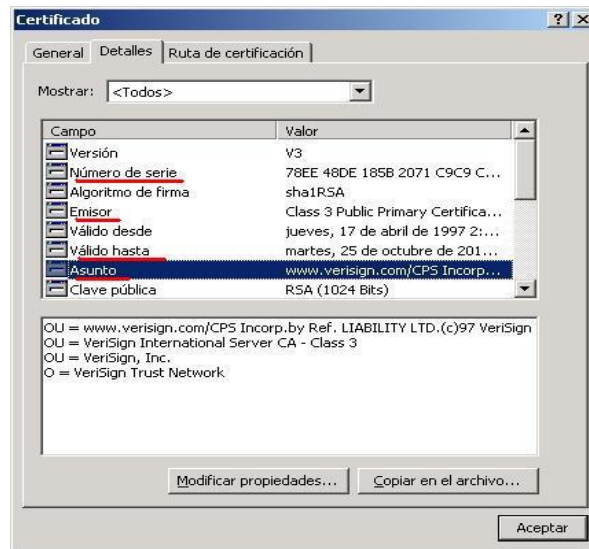 Certificado
General Detalles Ruta de certificación
Mostrar: <Todos>
Campo Valor
Versión V3
Número de serie 78EE 48DE 185B 2071 C9C9 C...
Algoritmo de firma sha1RSA
Emisor Class 3 Public Primary Certifica...
Válido desde jueves, 17 de abril de 1997 2:...
Válido hasta martes, 25 de octubre de 201...
Asunto www.verisign.com/CPS Incorp...
Clave pública RSA (1024 Bits)
OU = www.verisign.com/CPS Incorp.by Ref. LIABILITY LTD.(c)97 VeriSign
OU = VeriSign International Server CA - Class 3
OU = VeriSign, Inc.
O = VeriSign Trust Network
Modificar propiedades... Copiar en el archivo...
Aceptar